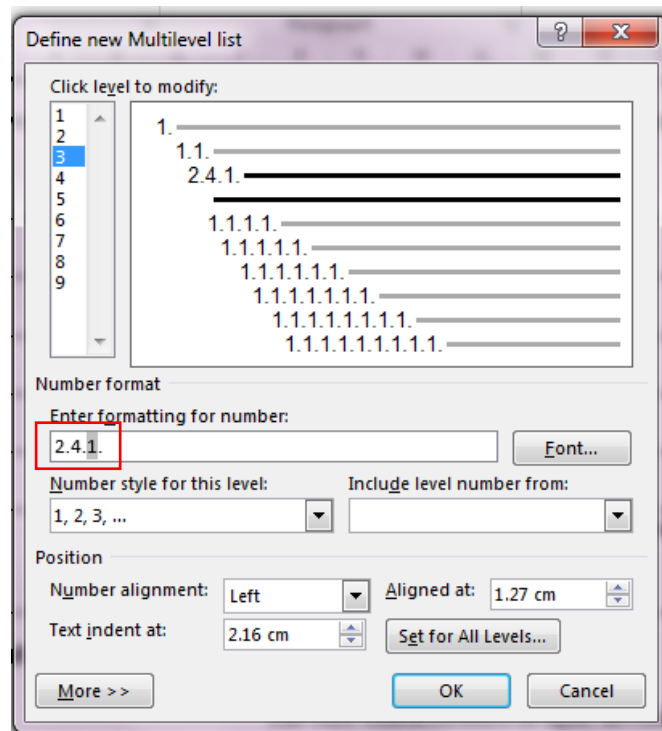 Define new Multilevel list
Click level to modify:
1
2
3
4
5
6
7
8
9
1.
1.1.
2.4.1.
1.1.1.1.
1.1.1.1.1.
1.1.1.1.1.1.
1.1.1.1.1.1.1.
1.1.1.1.1.1.1.1.
1.1.1.1.1.1.1.1.1.
Number format
Enter formatting for number:
2.4.1.
Font...
Number style for this level: Include level number from:
1, 2, 3, ...
Position
Number alignment: Left Aligned at: 1.27 cm
Text indent at: 2.16 cm Set for All Levels...
More >> OK Cancel